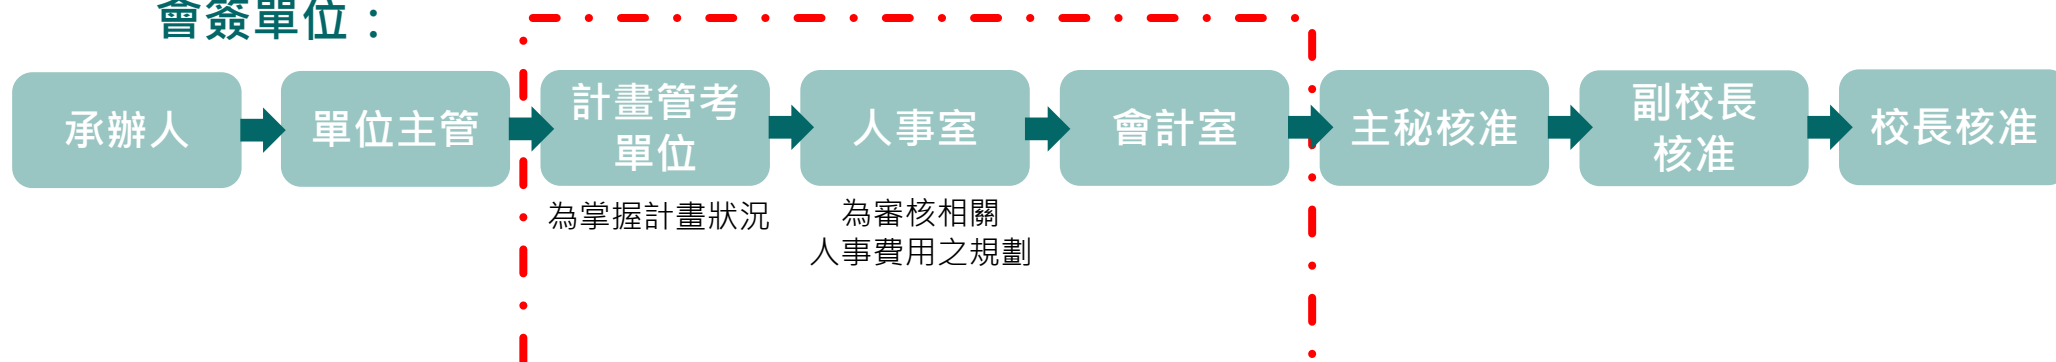 會簽單位：
承辦人
單位主管
計畫管考
單位
人事室
會計室
主秘核准
副校長
核准
校長核准
為掌握計畫狀況
為審核相關
人事費用之規劃